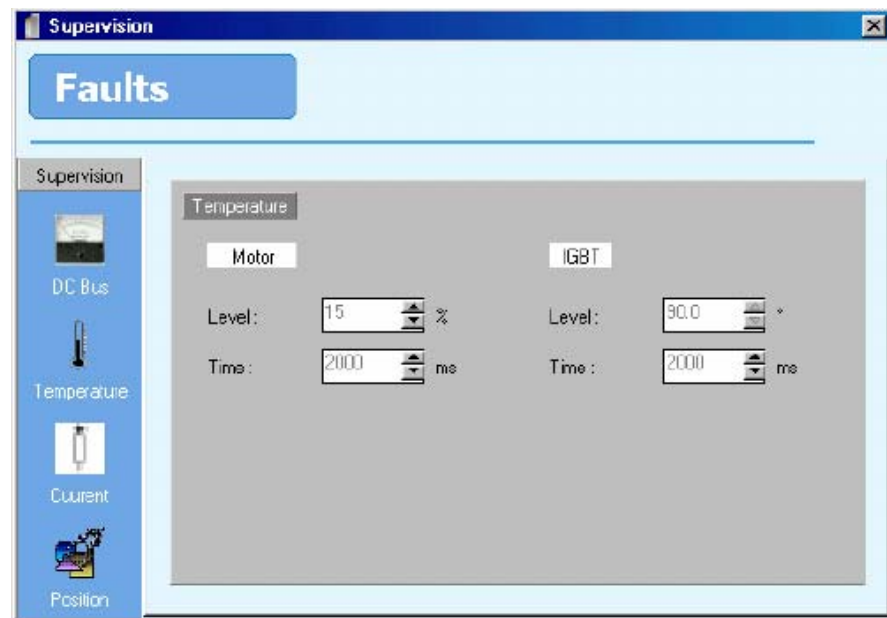 Supervision
Faults
Supervision
DC Bus
Temperature
Cuurent
Position
Temperature
Motor
Level: 15 %
Time: 2000 ms
IGBT
Level: 90.0 °
Time: 2000 ms